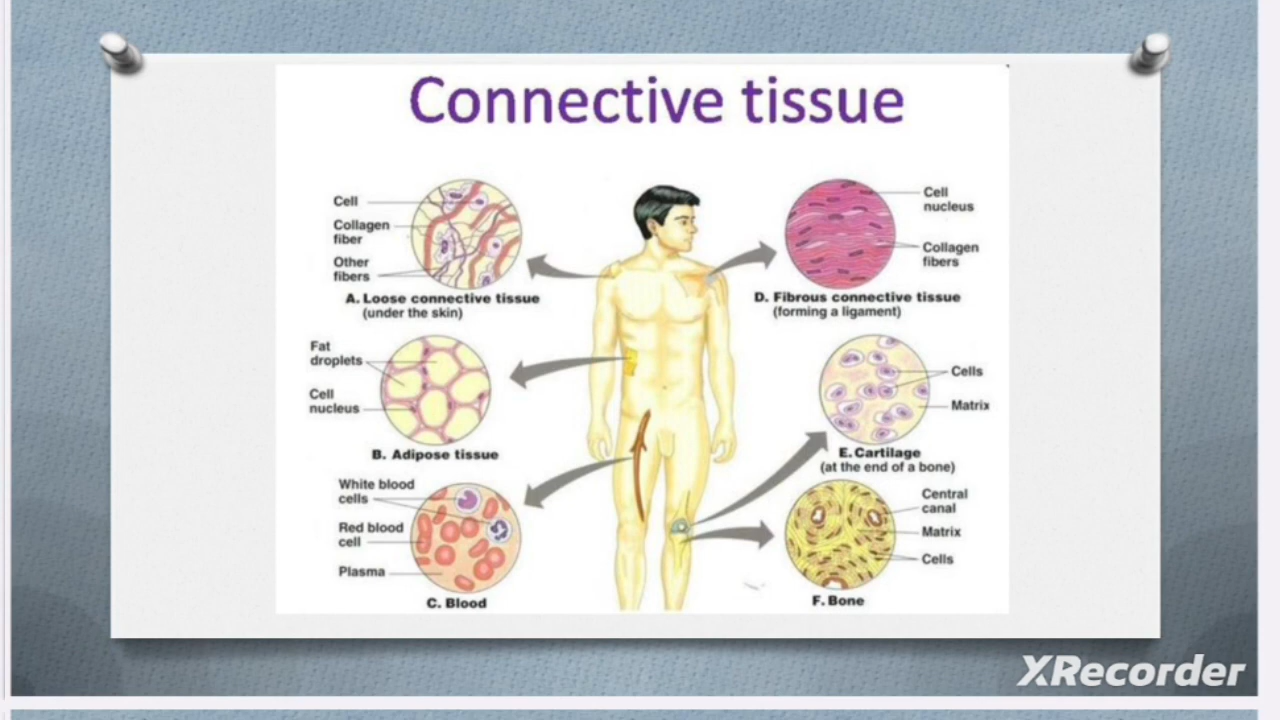 Connective tissue
Cell
Collagen
fiber
Other
fibers
A. Loose connective tissue
(under the skin)
Fat
droplets
Cell
nucleus
B. Adipose tissue
White blood
cells
Red blood
cell
Plasma
C. Blood
Cell
nucleus
Collagen
fibers
D. Fibrous connective tissue
(forming a ligament)
Cells
Matrix
E. Cartilage
(at the end of a bone)
Central
canal
Matrix
Cells
F. Bone
XRecorder